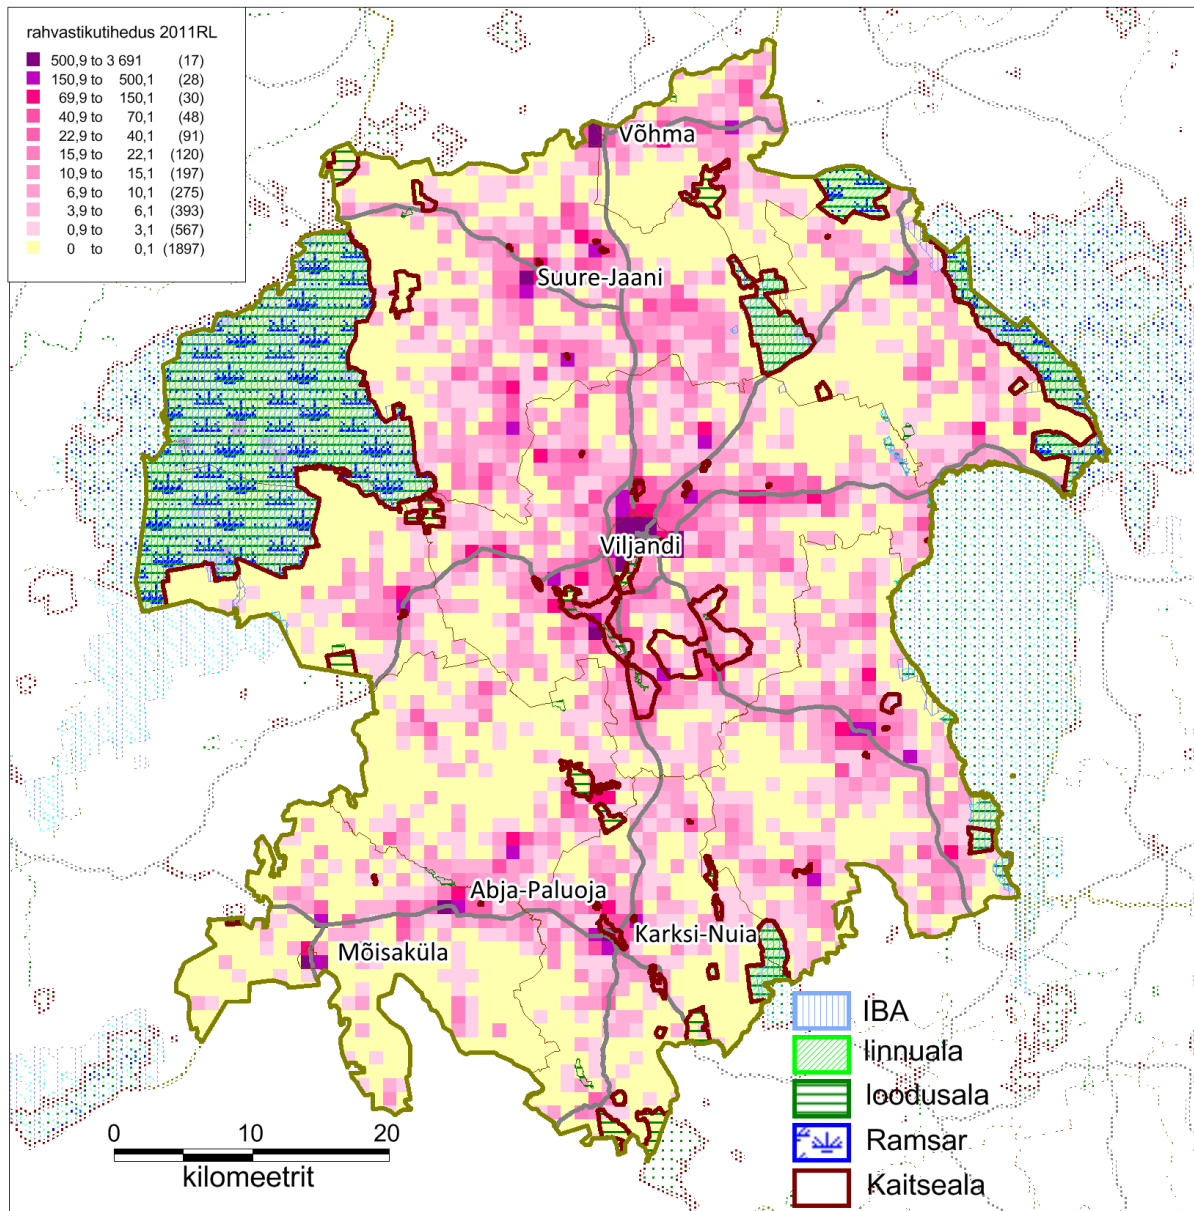 rahvastikutihedus 2011RL
500,9 to 3 691 (17)
150,9 to 500,1 (28)
69,9 to 150,1 (30)
40,9 to 70,1 (48)
22,9 to 40,1 (91)
15,9 to 22,1 (120)
10,9 to 15,1 (197)
6,9 to 10,1 (275)
3,9 to 6,1 (393)
0,9 to 3,1 (567)
0 to 0,1 (1897)
Võhma
Suure-Jaani
Viljandi
Abja-Paluoja
Karksi-Nuia
Mõisaküla
IBA
linnuala
loodusala
Ramsar
Kaitseala
0 10 20
kilomeetrit